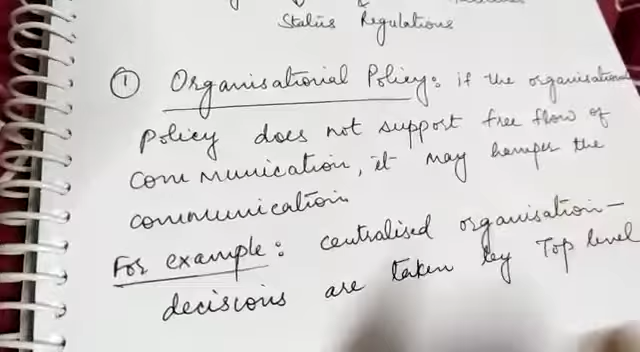 Status Regulations
① Organisational Policy: if the organisational
policy does not support free flow of
communication, it may hamper the
communication
For example: centralised organisation -
decisions are taken by Top level